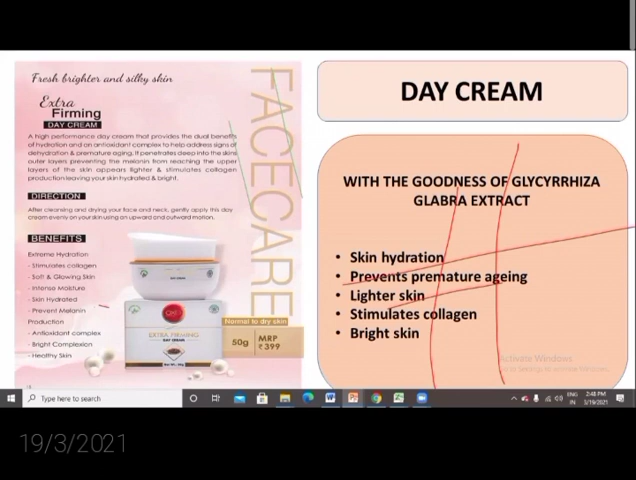 Fresh brighter and silky skin
Extra
Firming
DAY CREAM
A high performance day cream that provides the dual benefits
of hydration and an antioxidant complex to help address signs of
dehydration & premature aging. It penetrates deep into the skins
outer layers preventing the melanin from reaching the upper
layers of the skin appears lighter & stimulates collagen
production leaving your skin hydrated & bright.
DIRECTION
After cleansing and drying your face and neck, gently apply this day
cream evenly on your skin using an upward and outward motion.
BENEFITS
Extreme Hydration
- Stimulates collagen
- Soft & Glowing Skin
- Intense Moisture
- Skin Hydrated
- Prevent Melanin
Production
- Antioxidant complex
- Bright Complexion
- Healthy Skin
DAY CREAM
EXTRA FIRMING
DAY CREAM
FACECARE
Normal to dry skin
50g
MRP
₹399
DAY CREAM
WITH THE GOODNESS OF GLYCYRRHIZA
GLABRA EXTRACT
• Skin hydration
• Prevents premature ageing
• Lighter skin
• Stimulates collagen
• Bright skin
Activate Windows
Type here to search
ENG
IN
2:48 PM
3/19/2021
19/3/2021